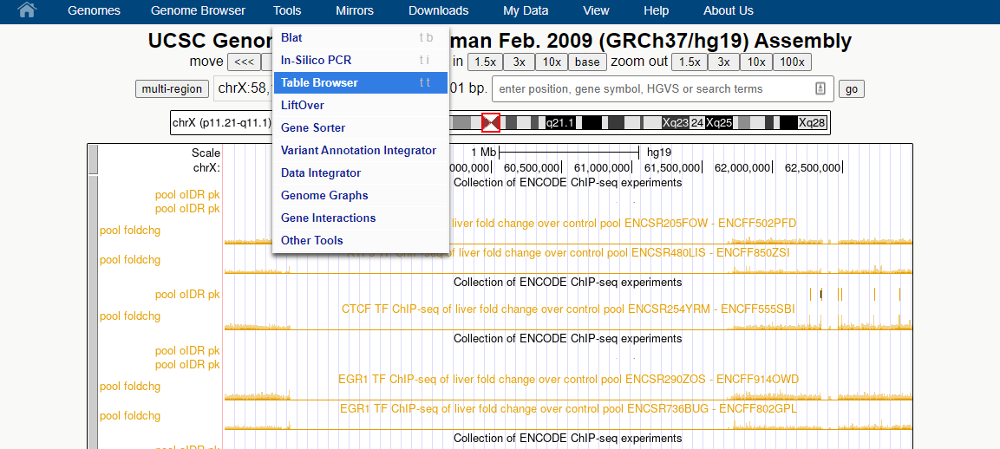 Genomes Genome Browser Tools Mirrors Downloads My Data View Help About Us
UCSC Genom man Feb. 2009 (GRCh37/hg19) Assembly
move <<< in 1.5x 3x 10x base zoom out 1.5x 3x 10x 100x
multi-region chrX:58, 01 bp. enter position, gene symbol, HGVS or search terms go
chrX (p11.21-q11.1) q21.1 Xq23 24 Xq25 Xq28
Blat t b
In-Silico PCR t i
Table Browser t t
LiftOver
Gene Sorter
Variant Annotation Integrator
Data Integrator
Genome Graphs
Gene Interactions
Other Tools
Scale 1 Mb hg19
chrX: 000,000 60,500,000 61,000,000 61,500,000 62,000,000 62,500,000
Collection of ENCODE ChIP-seq experiments
pool oIDR pk
pool oIDR pk
pool foldchg of liver fold change over control pool ENCSR205FOW - ENCFF502PFD
pool foldchg TF ChIP-seq of liver fold change over control pool ENCSR480LIS - ENCFF850ZSI
Collection of ENCODE ChIP-seq experiments
pool oIDR pk
pool foldchg CTCF TF ChIP-seq of liver fold change over control pool ENCSR254YRM - ENCFF555SBI
Collection of ENCODE ChIP-seq experiments
pool oIDR pk
pool oIDR pk
pool foldchg EGR1 TF ChIP-seq of liver fold change over control pool ENCSR290ZOS - ENCFF914OWD
pool foldchg EGR1 TF ChIP-seq of liver fold change over control pool ENCSR736BUG - ENCFF802GPL
Collection of ENCODE ChIP-seq experiments